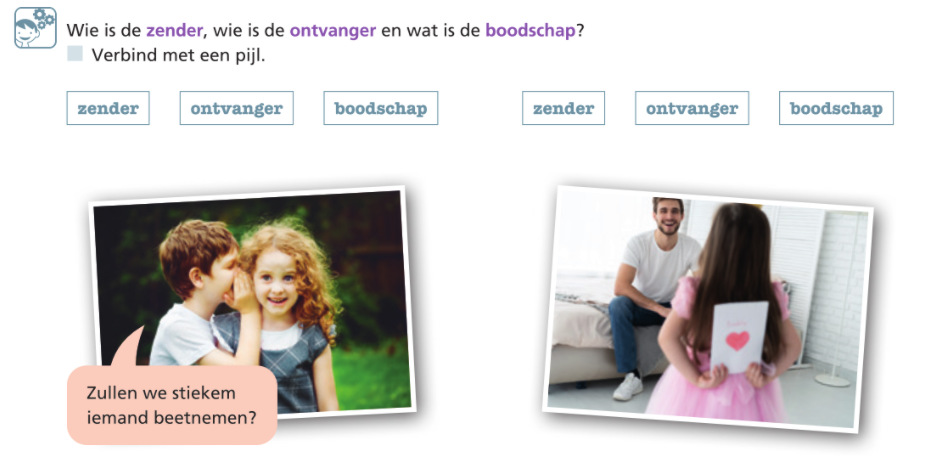 Wie is de zender, wie is de ontvanger en wat is de boodschap?
Verbind met een pijl.
zender ontvanger boodschap zender ontvanger boodschap
Zullen we stiekem
iemand beetnemen?